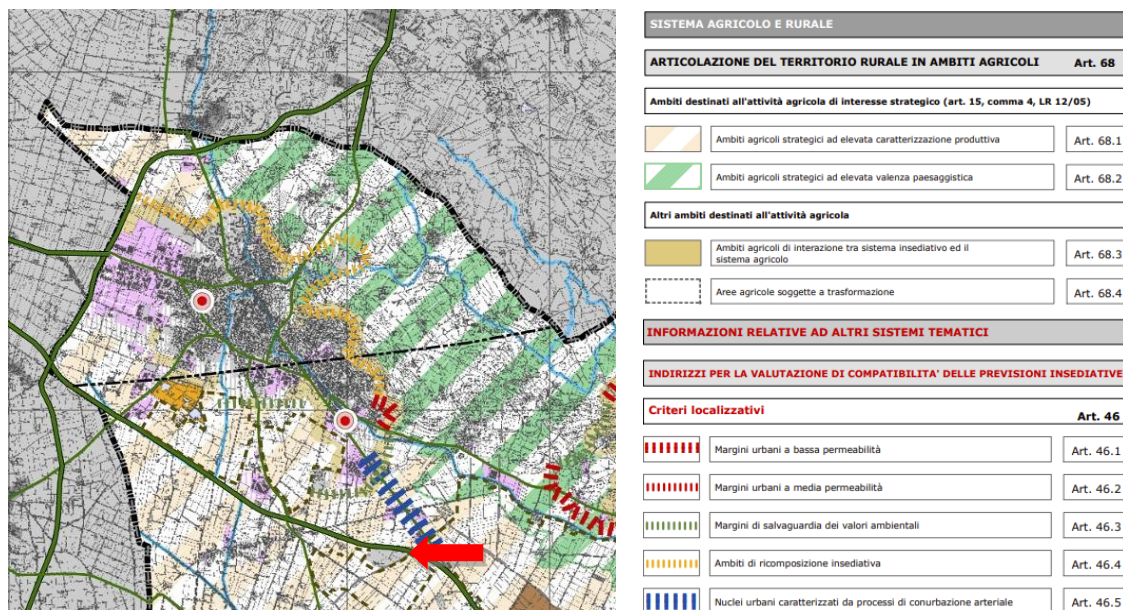 SISTEMA AGRICOLO E RURALE
ARTICOLAZIONE DEL TERRITORIO RURALE IN AMBITI AGRICOLI Art. 68
Ambiti destinati all'attività agricola di interesse strategico (art. 15, comma 4, LR 12/05)
Ambiti agricoli strategici ad elevata caratterizzazione produttiva Art. 68.1
Ambiti agricoli strategici ad elevata valenza paesaggistica Art. 68.2
Altri ambiti destinati all'attività agricola
Ambiti agricoli di interazione tra sistema insediativo ed il
sistema agricolo Art. 68.3
Aree agricole soggette a trasformazione Art. 68.4
INFORMAZIONI RELATIVE AD ALTRI SISTEMI TEMATICI
INDIRIZZI PER LA VALUTAZIONE DI COMPATIBILITA' DELLE PREVISIONI INSEDIATIVE
Criteri localizzativi Art. 46
Margini urbani a bassa permeabilità Art. 46.1
Margini urbani a media permeabilità Art. 46.2
Margini di salvaguardia dei valori ambientali Art. 46.3
Ambiti di ricomposizione insediativa Art. 46.4
Nuclei urbani caratterizzati da processi di conurbazione arteriale Art. 46.5